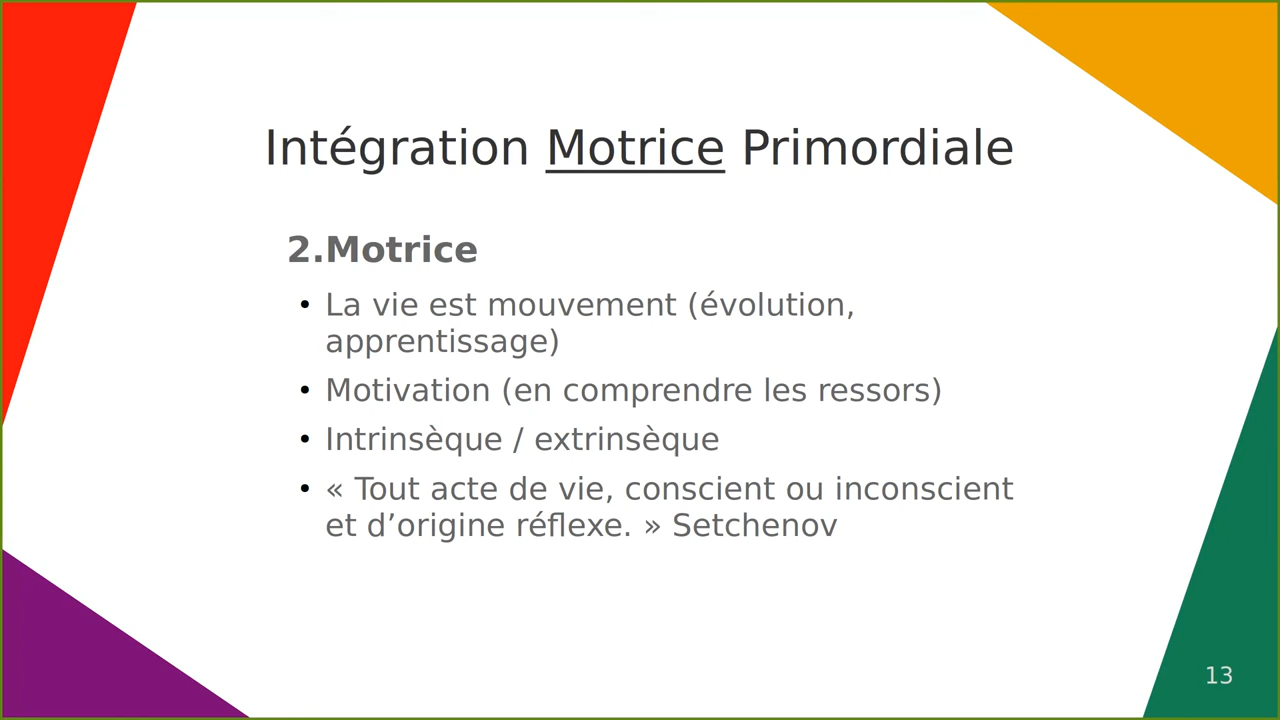 Intégration Motrice Primordiale
2.Motrice
• La vie est mouvement (évolution,
apprentissage)
• Motivation (en comprendre les ressors)
• Intrinsèque / extrinsèque
• « Tout acte de vie, conscient ou inconscient
et d’origine réflexe. » Setchenov
13